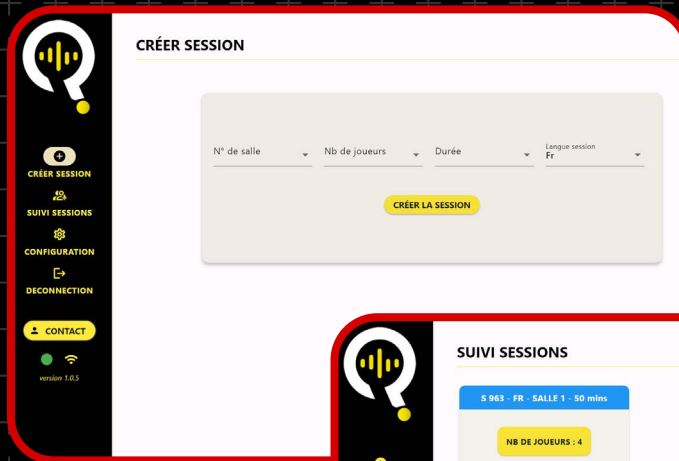 CRÉER SESSION
N° de salle
Nb de joueurs
Durée
Langue session
Fr
CRÉER LA SESSION
CRÉER SESSION
SUIVI SESSIONS
CONFIGURATION
DECONNECTION
CONTACT
version 1.0.5
SUIVI SESSIONS
S 963 - FR - SALLE 1 - 50 mins
NB DE JOUEURS : 4